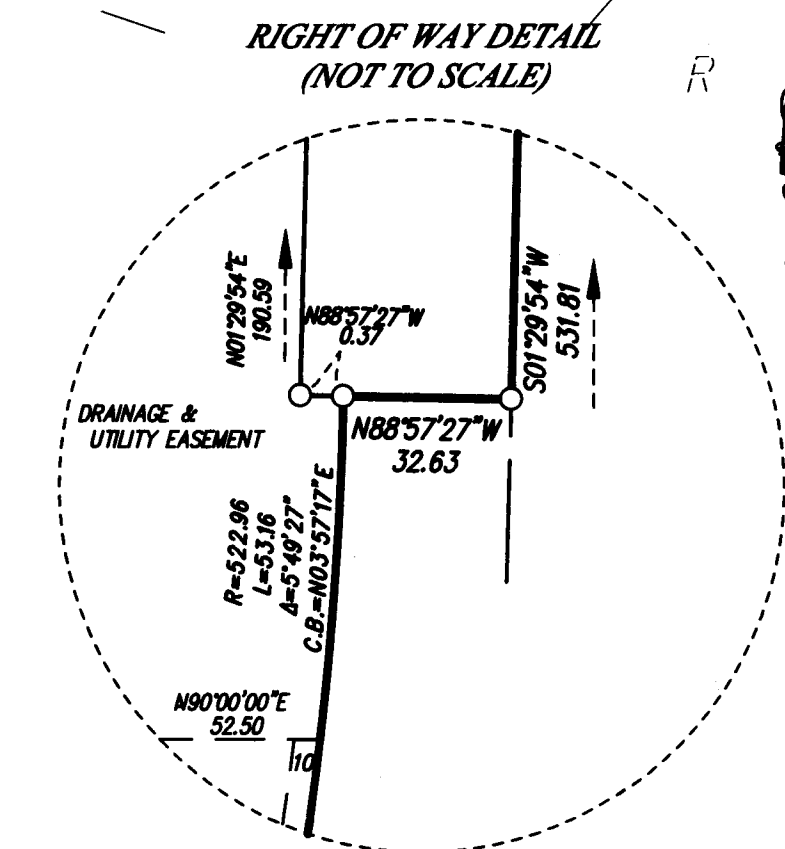 RIGHT OF WAY DETAIL
(NOT TO SCALE)
R
N01°29'54"E
190.59
N88°57'27"W
0.37
S01°29'54"W
531.81
DRAINAGE &
UTILITY EASEMENT
N88°57'27"W
32.63
R=522.96
L=53.16
Δ=5°49'27"
C.B.=N03°57'17"E
N90°00'00"E
52.50
10